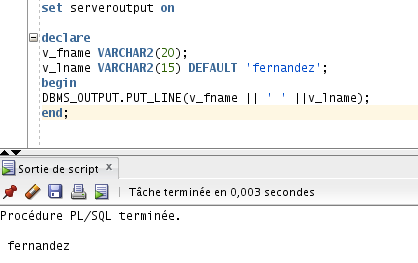 set serveroutput on
declare
v_fname VARCHAR2(20);
v_lname VARCHAR2(15) DEFAULT 'fernandez';
begin
DBMS_OUTPUT.PUT_LINE(v_fname || ' ' ||v_lname);
end;
Sortie de script x
Tâche terminée en 0,003 secondes
Procédure PL/SQL terminée.
fernandez